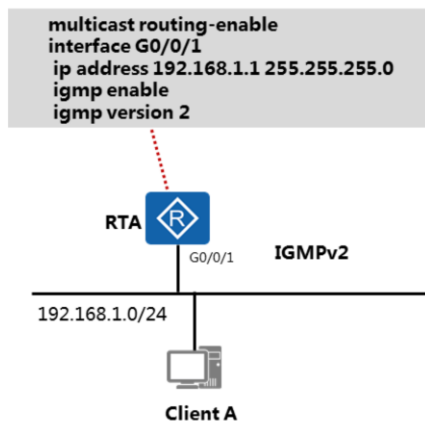 multicast routing-enable
interface G0/0/1
ip address 192.168.1.1 255.255.255.0
igmp enable
igmp version 2
R
RTA
G0/0/1
IGMPv2
192.168.1.0/24
Client A